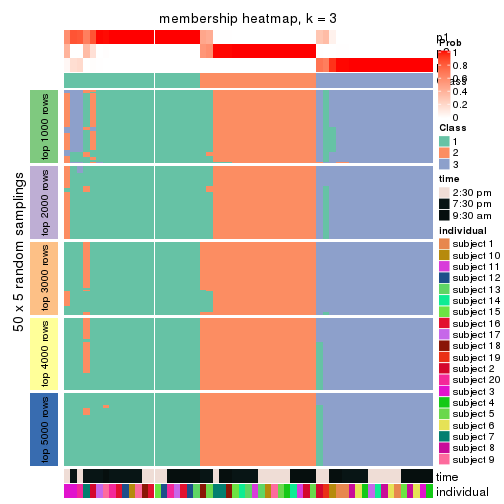 membership heatmap, k = 3
50 x 5 random samplings
top 1000 rows
top 2000 rows
top 3000 rows
top 4000 rows
top 5000 rows
p1
Prob
1
0.8
0.6
0.4
0.2
0
Class
1
2
3
time
2:30 pm
7:30 pm
9:30 am
individual
subject 1
subject 10
subject 11
subject 12
subject 13
subject 14
subject 15
subject 16
subject 17
subject 18
subject 19
subject 2
subject 20
subject 3
subject 4
subject 5
subject 6
subject 7
subject 8
subject 9
time
individual